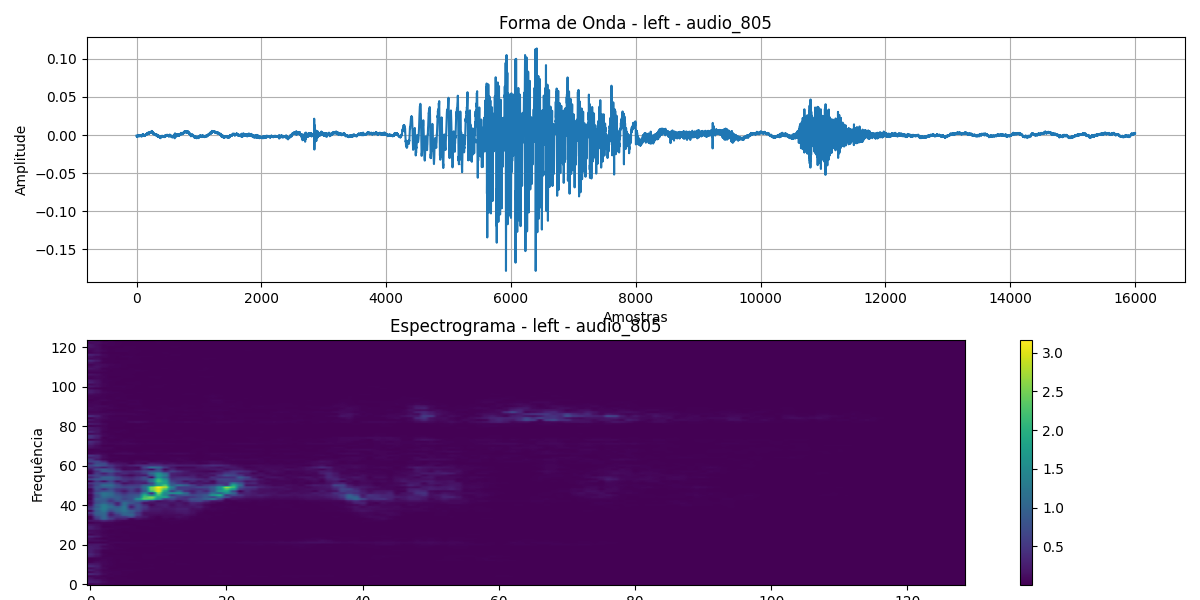 Forma de Onda - left - audio_805
Amplitude
0.10
0.05
0.00
−0.05
−0.10
−0.15
0 2000 4000 6000 8000 10000 12000 14000 16000
Amostras
Espectrograma - left - audio_805
Frequência
120
100
80
60
40
20
0
0 20 40 60 80 100 120
3.0
2.5
2.0
1.5
1.0
0.5